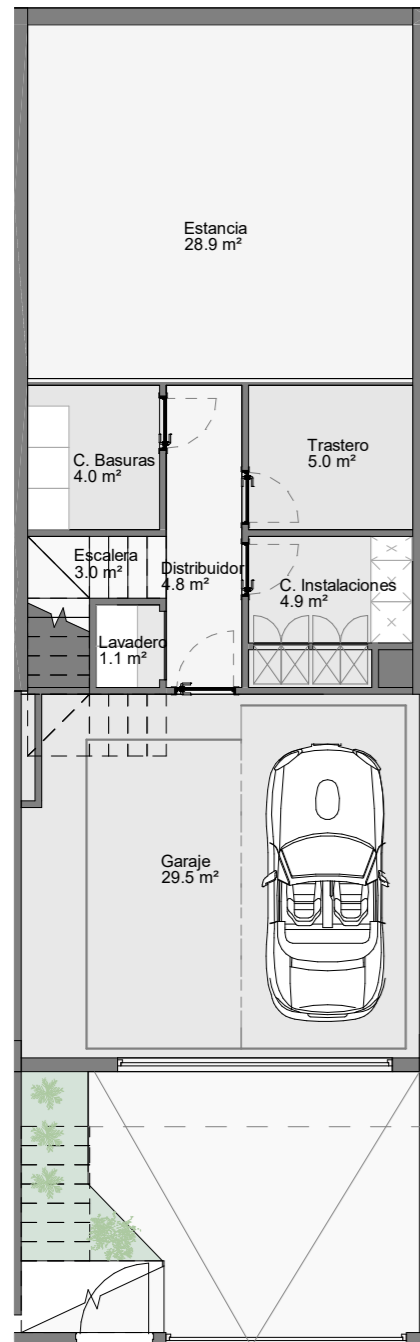 Estancia
28.9 m²
C. Basuras
4.0 m²
Trastero
5.0 m²
Escalera
3.0 m²
Distribuidor
4.8 m²
C. Instalaciones
4.9 m²
Lavadero
1.1 m²
Garaje
29.5 m²